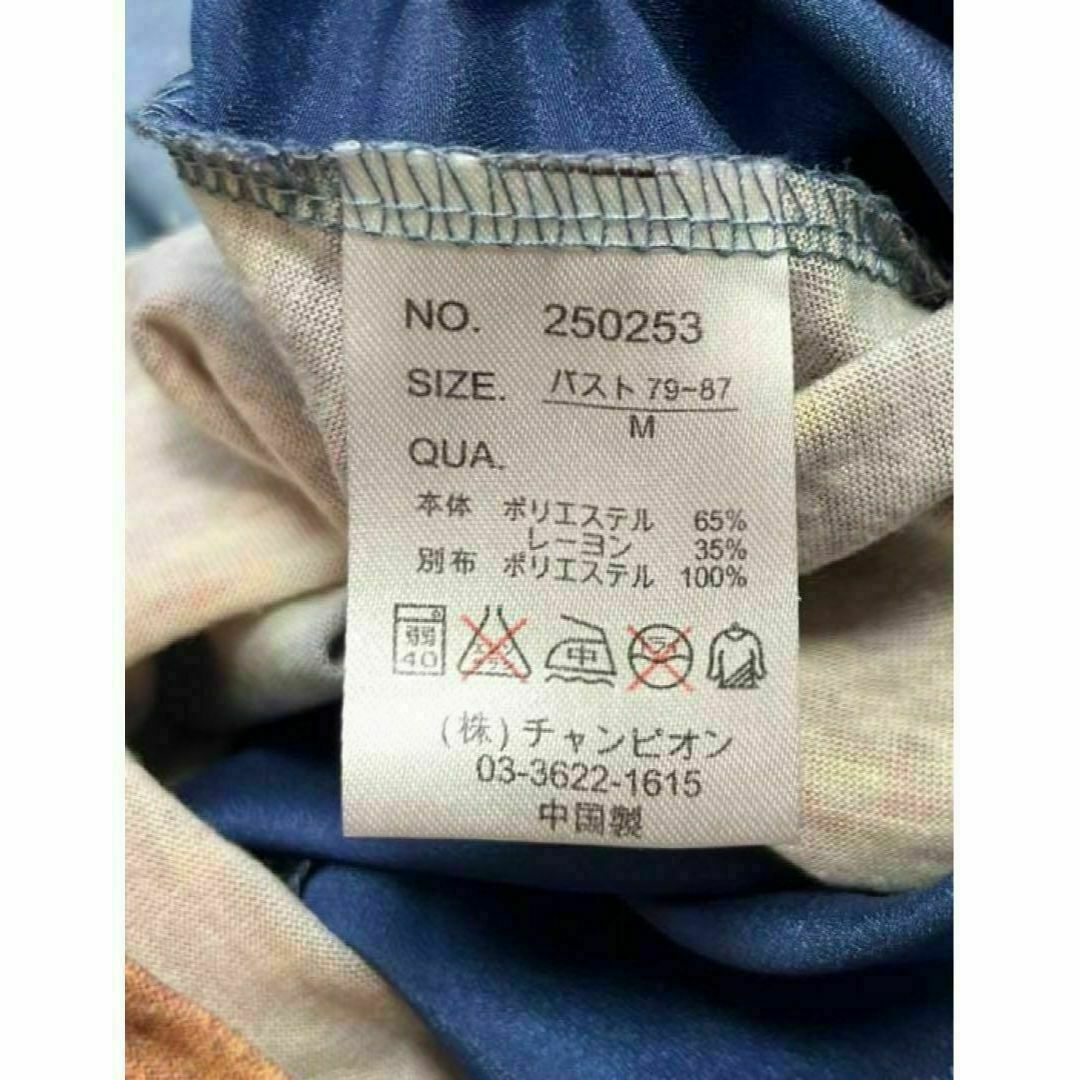 NO. 250253
SIZE. バスト 79-87
M
QUA.
本体 ポリエステル 65%
レーヨン 35%
別布 ポリエステル 100%
弱
40
中
(株)チャンピオン
03-3622-1615
中国製